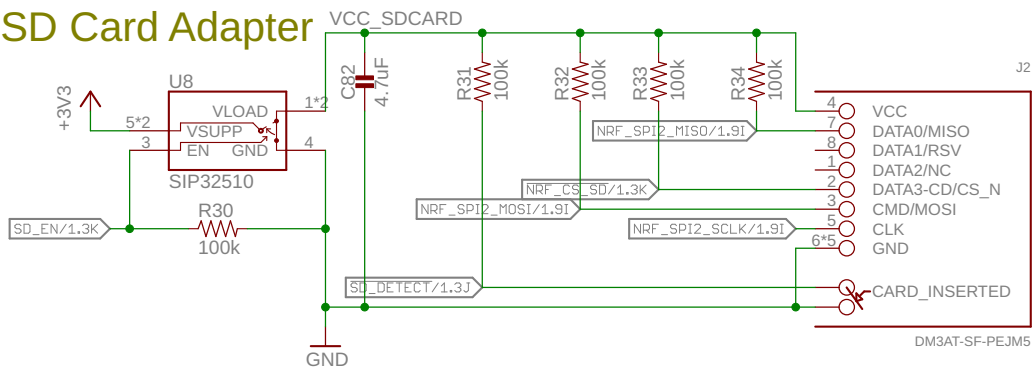 SD Card Adapter
VCC_SDCARD
J2
U8
+3V3
VLOAD
1*2
5*2
VSUPP
3
EN
GND
4
SIP32510
C82
4.7uF
R31
100k
R32
100k
R33
100k
R34
100k
4
VCC
NRF_SPI2_MISO/1.9I
7
DATA0/MISO
8
DATA1/RSV
1
DATA2/NC
NRF_CS_SD/1.3K
2
DATA3-CD/CS_N
NRF_SPI2_MOSI/1.9I
3
CMD/MOSI
SD_EN/1.3K
R30
100k
NRF_SPI2_SCLK/1.9I
5
CLK
6*5
GND
SD_DETECT/1.3J
CARD_INSERTED
GND
DM3AT-SF-PEJM5